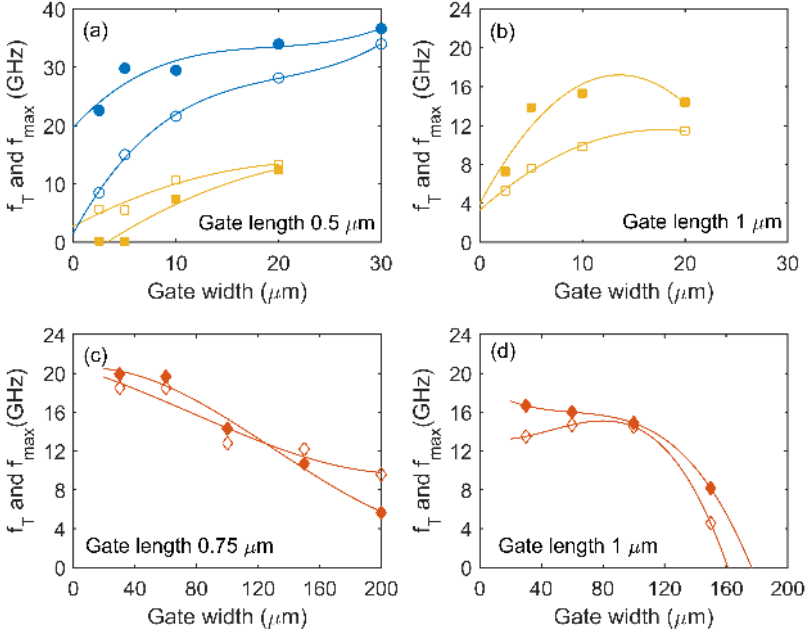 (a)
40
30
20
10
0
0
10
20
30
f_T and f_max (GHz)
Gate length 0.5 μm
Gate width (μm)
(b)
24
20
16
12
8
4
0
0
10
20
30
f_T and f_max (GHz)
Gate length 1 μm
Gate width (μm)
(c)
24
20
16
12
8
4
0
0
40
80
120
160
200
f_T and f_max(GHz)
Gate length 0.75 μm
Gate width (μm)
(d)
24
20
16
12
8
4
0
0
40
80
120
160
200
f_T and f_max(GHz)
Gate length 1 μm
Gate width (μm)